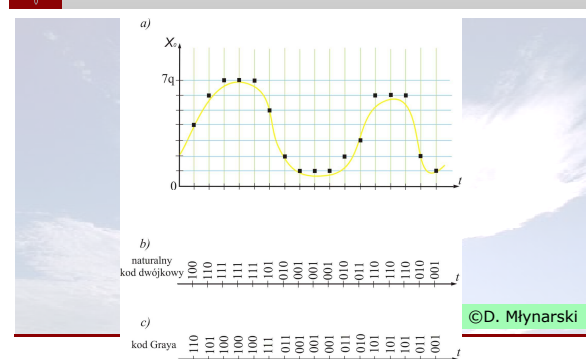 a)
X
7q
0
t
b)
naturalny
kod dwójkowy
100 110 111 111 111 101 010 001 001 001 010 011 110 110 110 010 001
t
c)
kod Graya
110 101 100 100 100 111 011 001 001 001 011 010 101 101 101 011 001
t
©D. Młynarski